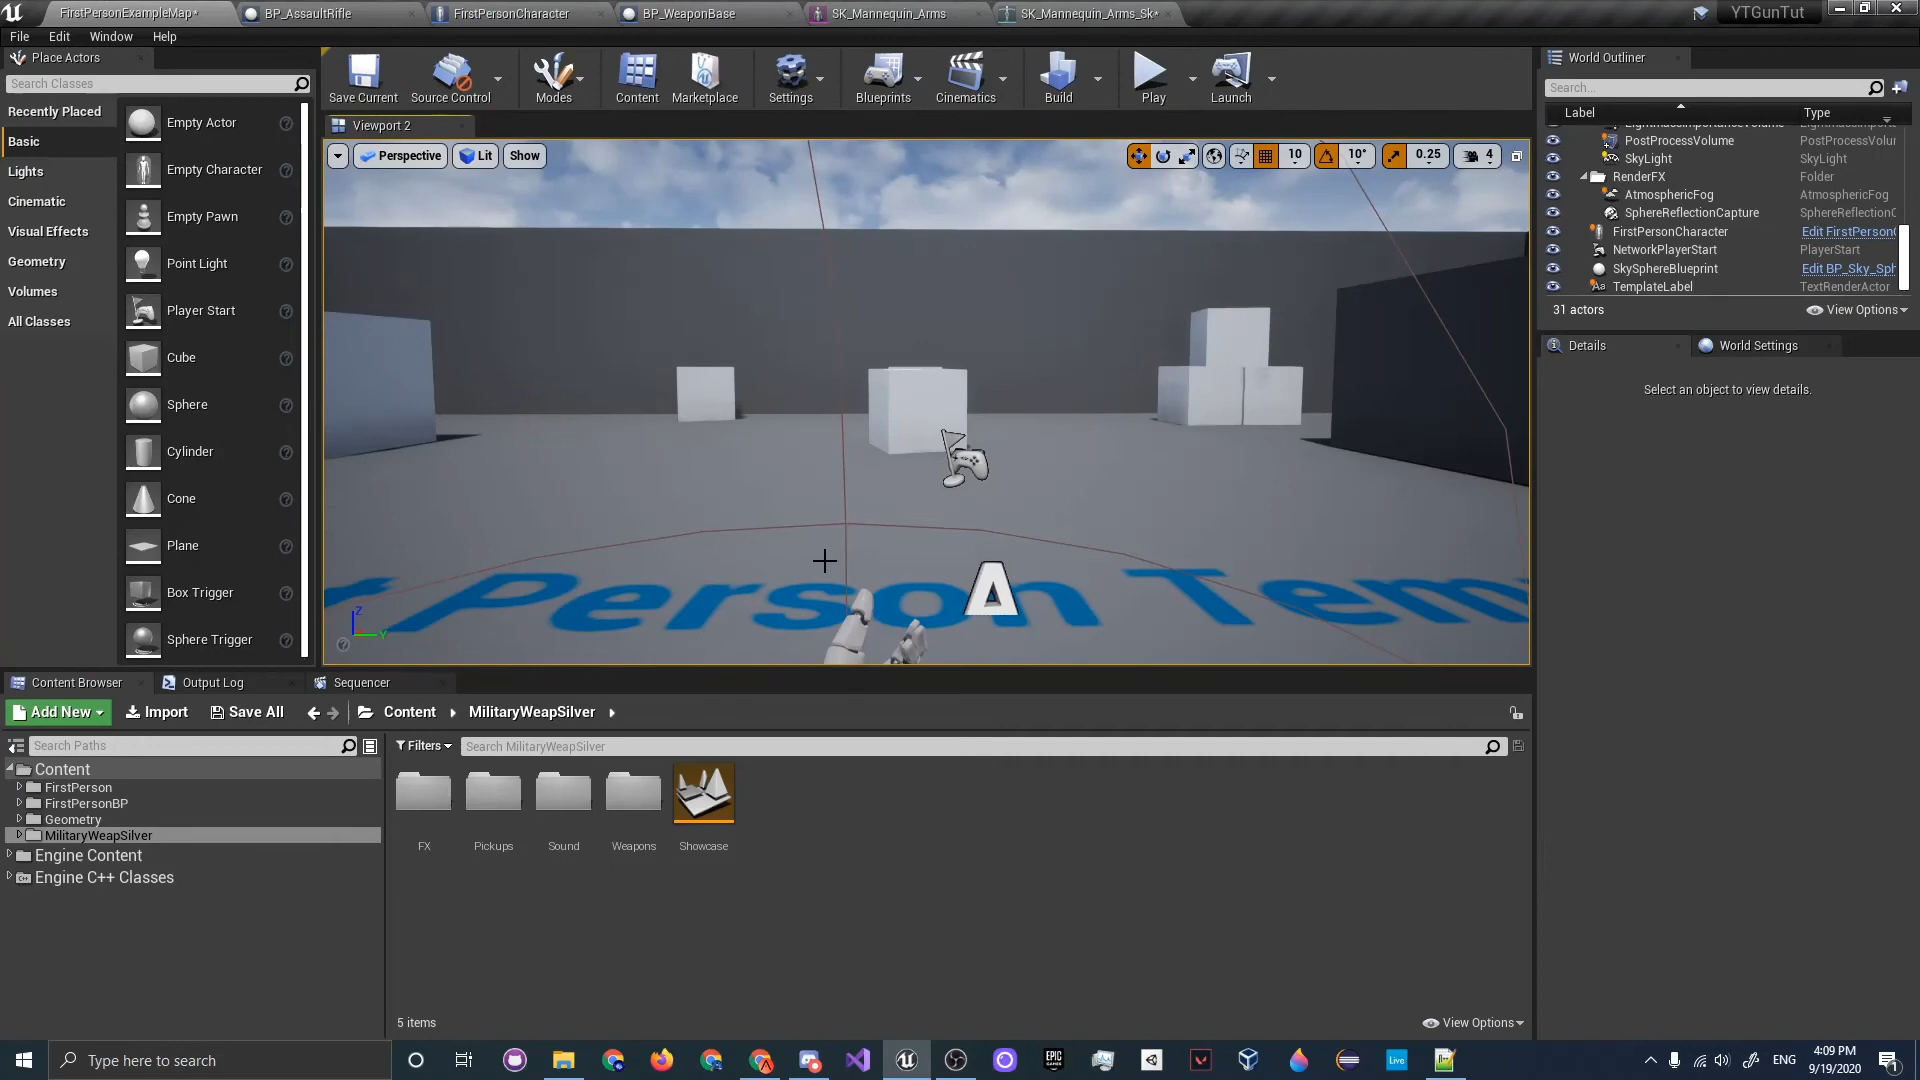 FirstPersonExampleMap*
BP_AssaultRifle
FirstPersonCharacter
BP_WeaponBase
SK_Mannequin_Arms
SK_Mannequin_Arms_Sk*
YTGunTut
File
Edit
Window
Help
Place Actors
Search Classes
Recently Placed
Basic
Lights
Cinematic
Visual Effects
Geometry
Volumes
All Classes
Empty Actor
Empty Character
Empty Pawn
Point Light
Player Start
Cube
Sphere
Cylinder
Cone
Plane
Box Trigger
Sphere Trigger
Save Current
Source Control
Modes
Content
Marketplace
Settings
Blueprints
Cinematics
Build
Play
Launch
Viewport 2
Perspective
Lit
Show
10
10°
0.25
4
Person Tem
A
Z
Y
World Outliner
Search...
Label
Type
PostProcessVolume
PostProcessVolur
SkyLight
SkyLight
RenderFX
Folder
AtmosphericFog
AtmosphericFog
SphereReflectionCapture
SphereReflectionC
FirstPersonCharacter
Edit FirstPerson(
NetworkPlayerStart
PlayerStart
SkySphereBlueprint
Edit BP_Sky_Sph
TemplateLabel
TextRenderActor
31 actors
View Options
Details
World Settings
Select an object to view details.
Content Browser
Output Log
Sequencer
Add New
Import
Save All
Content
MilitaryWeapSilver
Search Paths
Filters
Search MilitaryWeapSilver
Content
FirstPerson
FirstPersonBP
Geometry
MilitaryWeapSilver
Engine Content
Engine C++ Classes
FX
Pickups
Sound
Weapons
Showcase
5 items
View Options
Type here to search
EPIC GAMES
Live
ENG
4:09 PM
9/19/2020
1